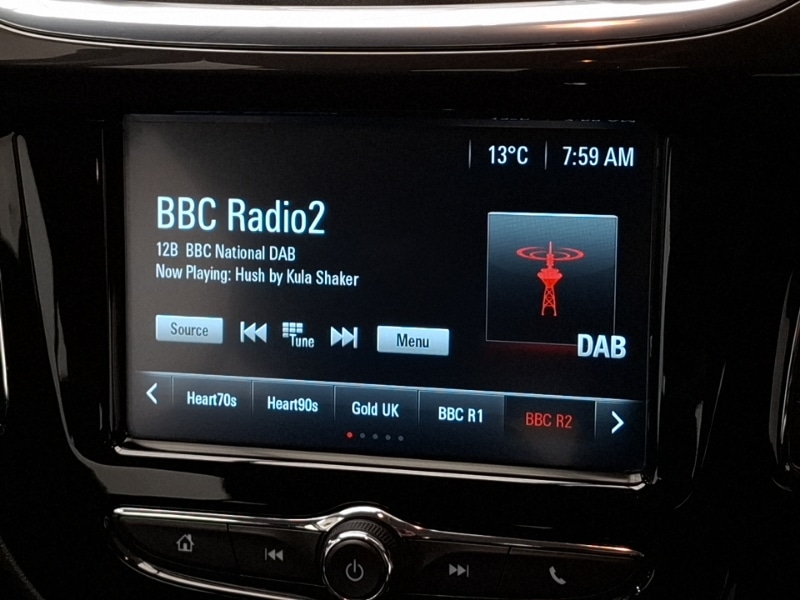 13°C 7:59 AM
BBC Radio2
12B BBC National DAB
Now Playing: Hush by Kula Shaker
Source Tune Menu
DAB
Heart70s Heart90s Gold UK BBC R1 BBC R2